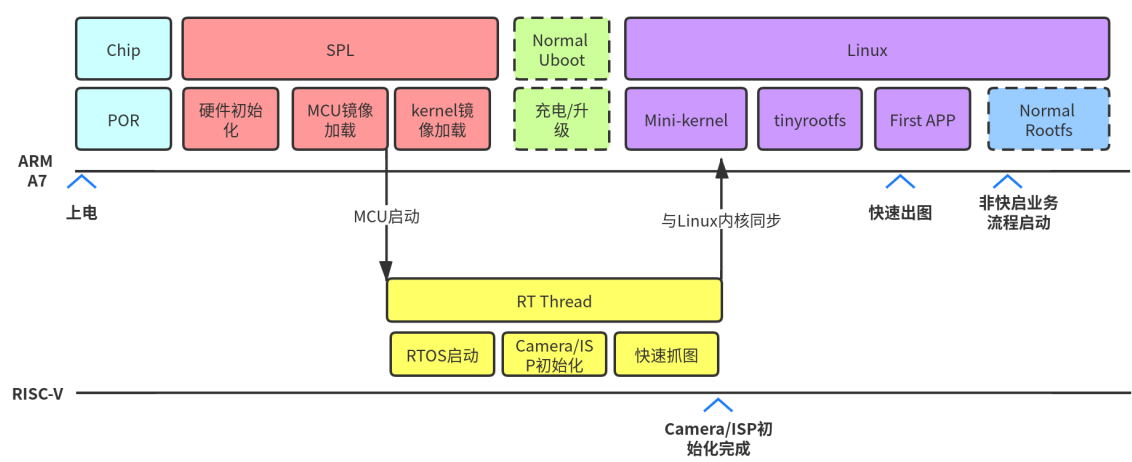 Chip
SPL
Normal
Uboot
Linux
POR
硬件初始
化
MCU镜像
加载
kernel镜
像加载
充电/升
级
Mini-kernel
tinyrootfs
First APP
Normal
Rootfs
ARM
A7
上电
MCU启动
与Linux内核同步
快速出图
非快启业务
流程启动
RT Thread
RTOS启动
Camera/IS
P初始化
快速抓图
RISC-V
Camera/ISP初
始化完成